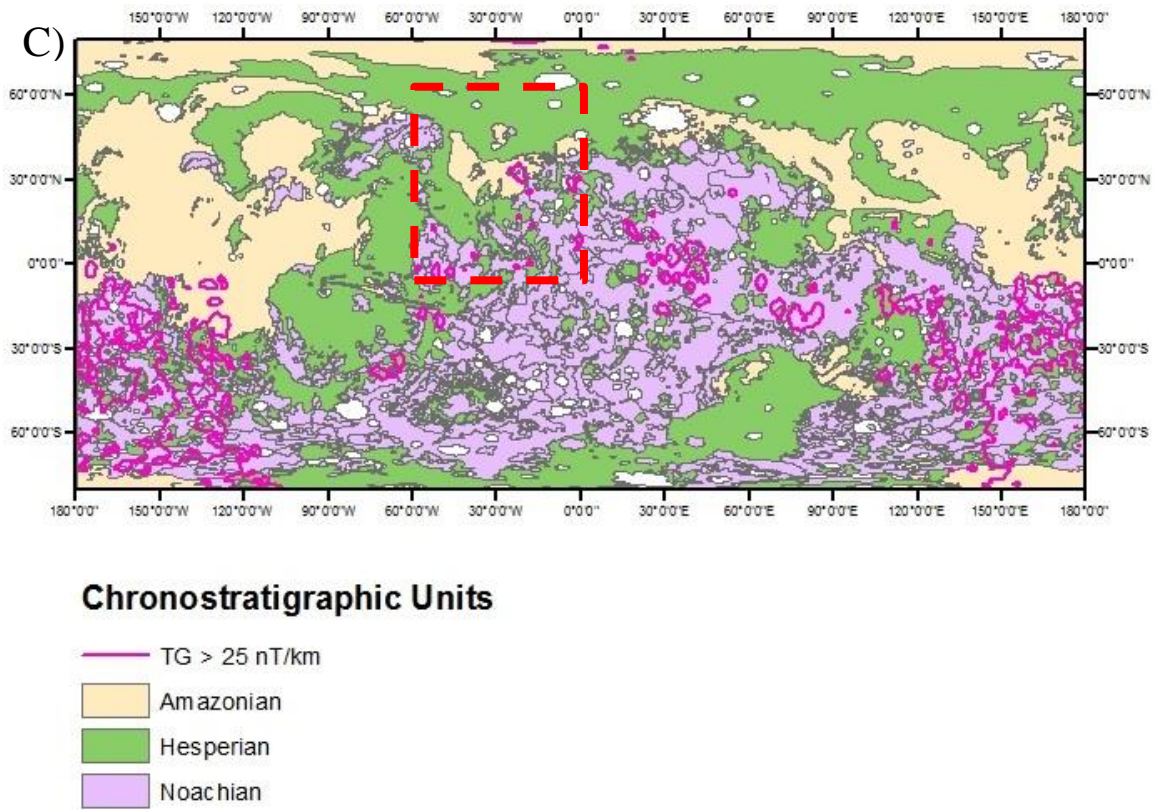 150°0'0"W 120°0'0"W 90°0'0"W 60°0'0"W 30°0'0"W 0°0'0" 30°0'0"E 60°0'0"E 90°0'0"E 120°0'0"E 150°0'0"E 180°0'0"
C)
60°0'0"N 60°0'0"N
30°0'0"N 30°0'0"N
0°0'0" 0°0'0"
30°0'0"S 30°0'0"S
60°0'0"S 60°0'0"S
180°0'0" 150°0'0"W 120°0'0"W 90°0'0"W 60°0'0"W 30°0'0"W 0°0'0" 30°0'0"E 60°0'0"E 90°0'0"E 120°0'0"E 150°0'0"E 180°0'0"
Chronostratigraphic Units
TG > 25 nT/km
Amazonian
Hesperian
Noachian